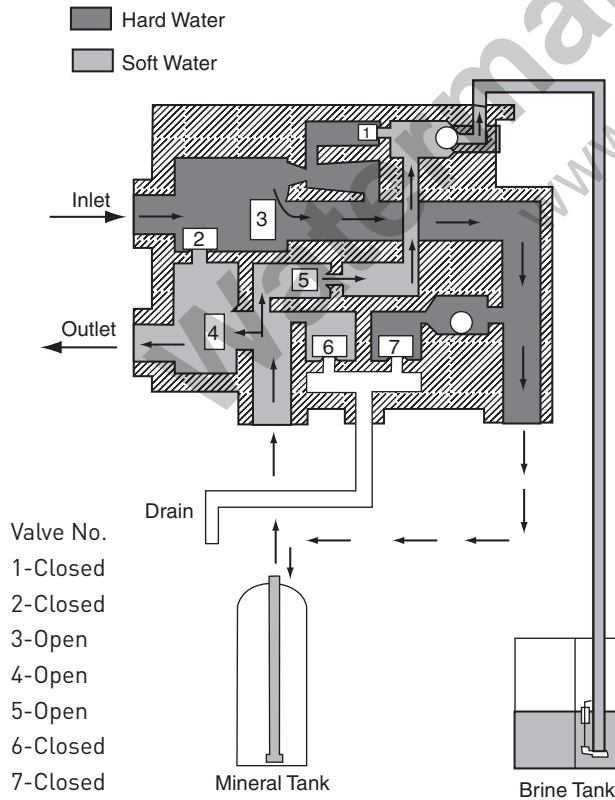 Hard Water
Soft Water
1
Inlet
3
2
5
Outlet
4
6
7
Drain
Valve No.
1-Closed
2-Closed
3-Open
4-Open
5-Open
6-Closed
7-Closed
Mineral Tank
Brine Tank